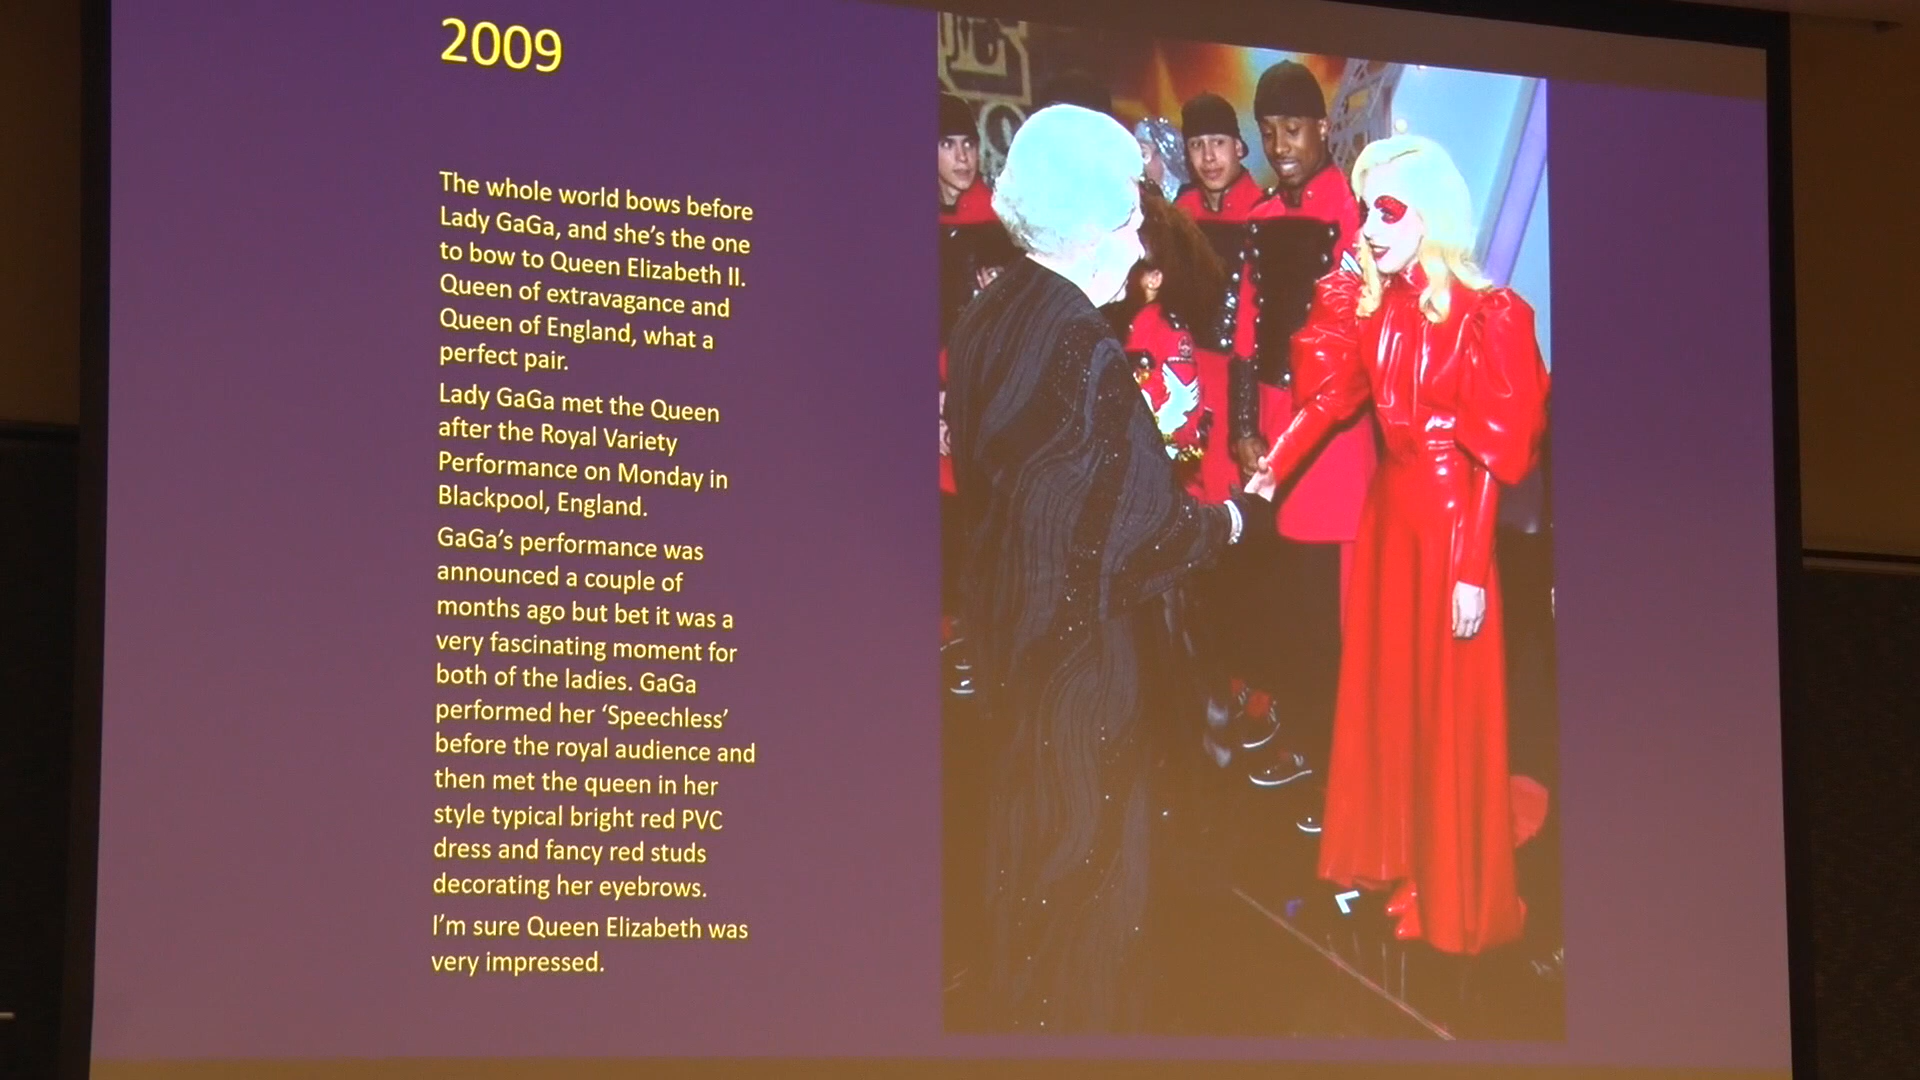 2009
The whole world bows before
Lady GaGa, and she's the one
to bow to Queen Elizabeth II.
Queen of extravagance and
Queen of England, what a
perfect pair.
Lady GaGa met the Queen
after the Royal Variety
Performance on Monday in
Blackpool, England.
GaGa's performance was
announced a couple of
months ago but bet it was a
very fascinating moment for
both of the ladies. GaGa
performed her ‘Speechless’
before the royal audience and
then met the queen in her
style typical bright red PVC
dress and fancy red studs
decorating her eyebrows.
I'm sure Queen Elizabeth was
very impressed.